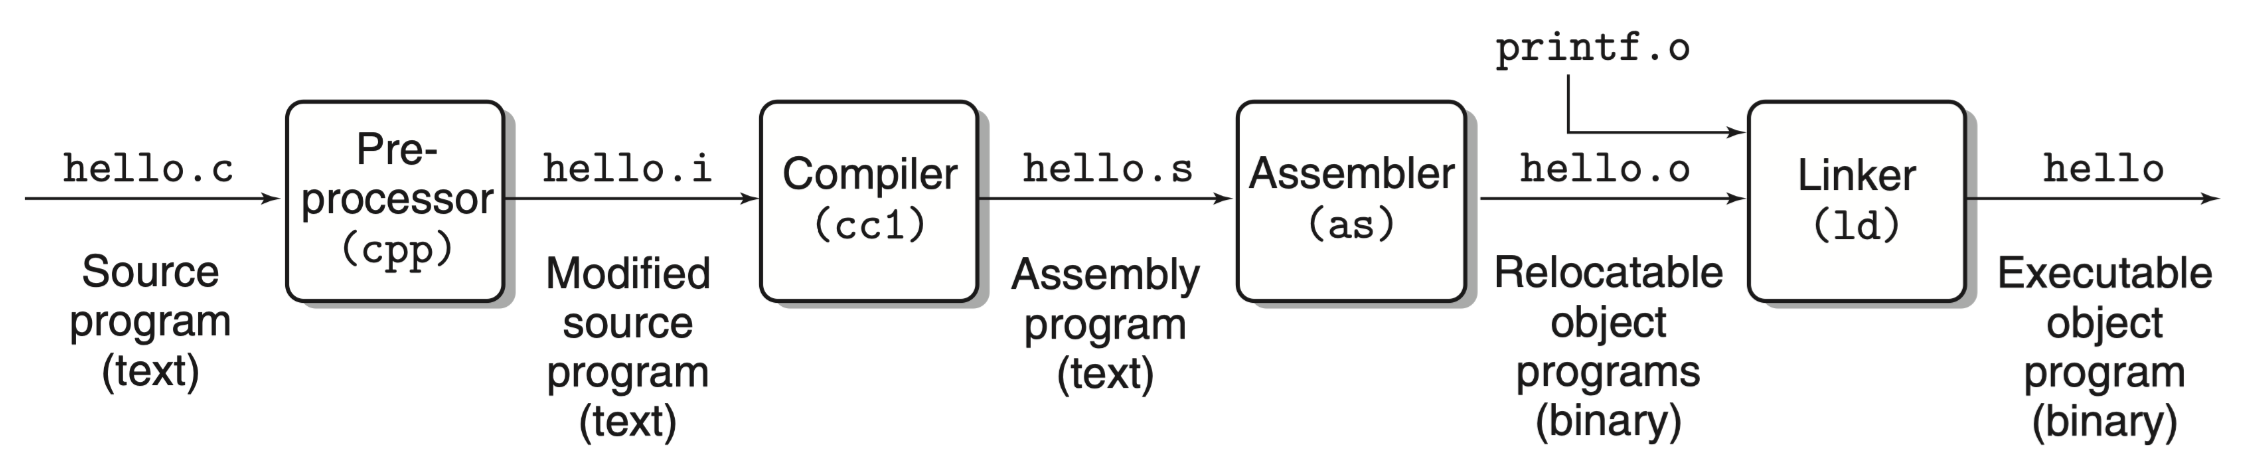 printf.o
hello.c
Pre-
processor
(cpp)
hello.i
Compiler
(cc1)
hello.s
Assembler
(as)
hello.o
Linker
(ld)
hello
Source
program
(text)
Modified
source
program
(text)
Assembly
program
(text)
Relocatable
object
programs
(binary)
Executable
object
program
(binary)